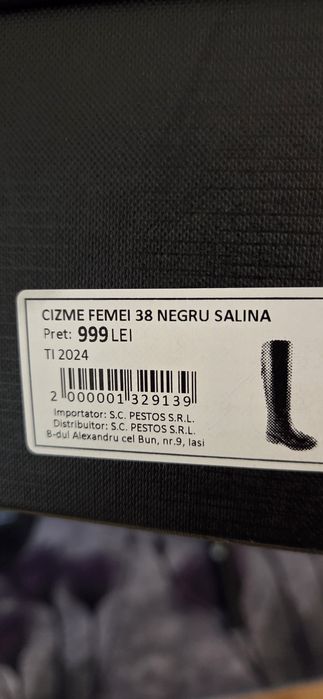 CIZME FEMEI 38 NEGRU SALINA
Pret: 999 LEI
TI 2024
2 000001 329139
Importator: S.C. PESTOS S.R.L.
Distribuitor: S.C. PESTOS S.R.L.
B-dul Alexandru cel Bun, nr.9, Iasi